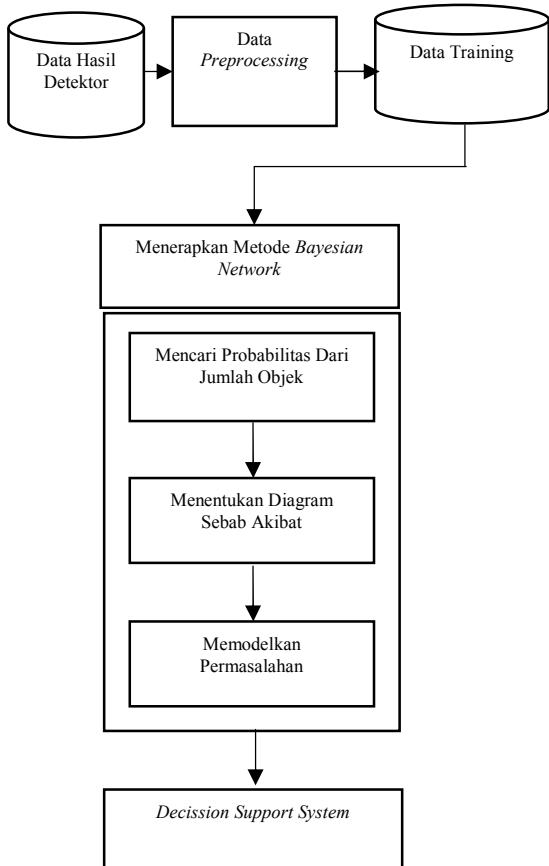 Data Hasil
Detektor
Data
Preprocessing
Data Training
Menerapkan Metode Bayesian
Network
Mencari Probabilitas Dari
Jumlah Objek
Menentukan Diagram
Sebab Akibat
Memodelkan
Permasalahan
Decission Support System